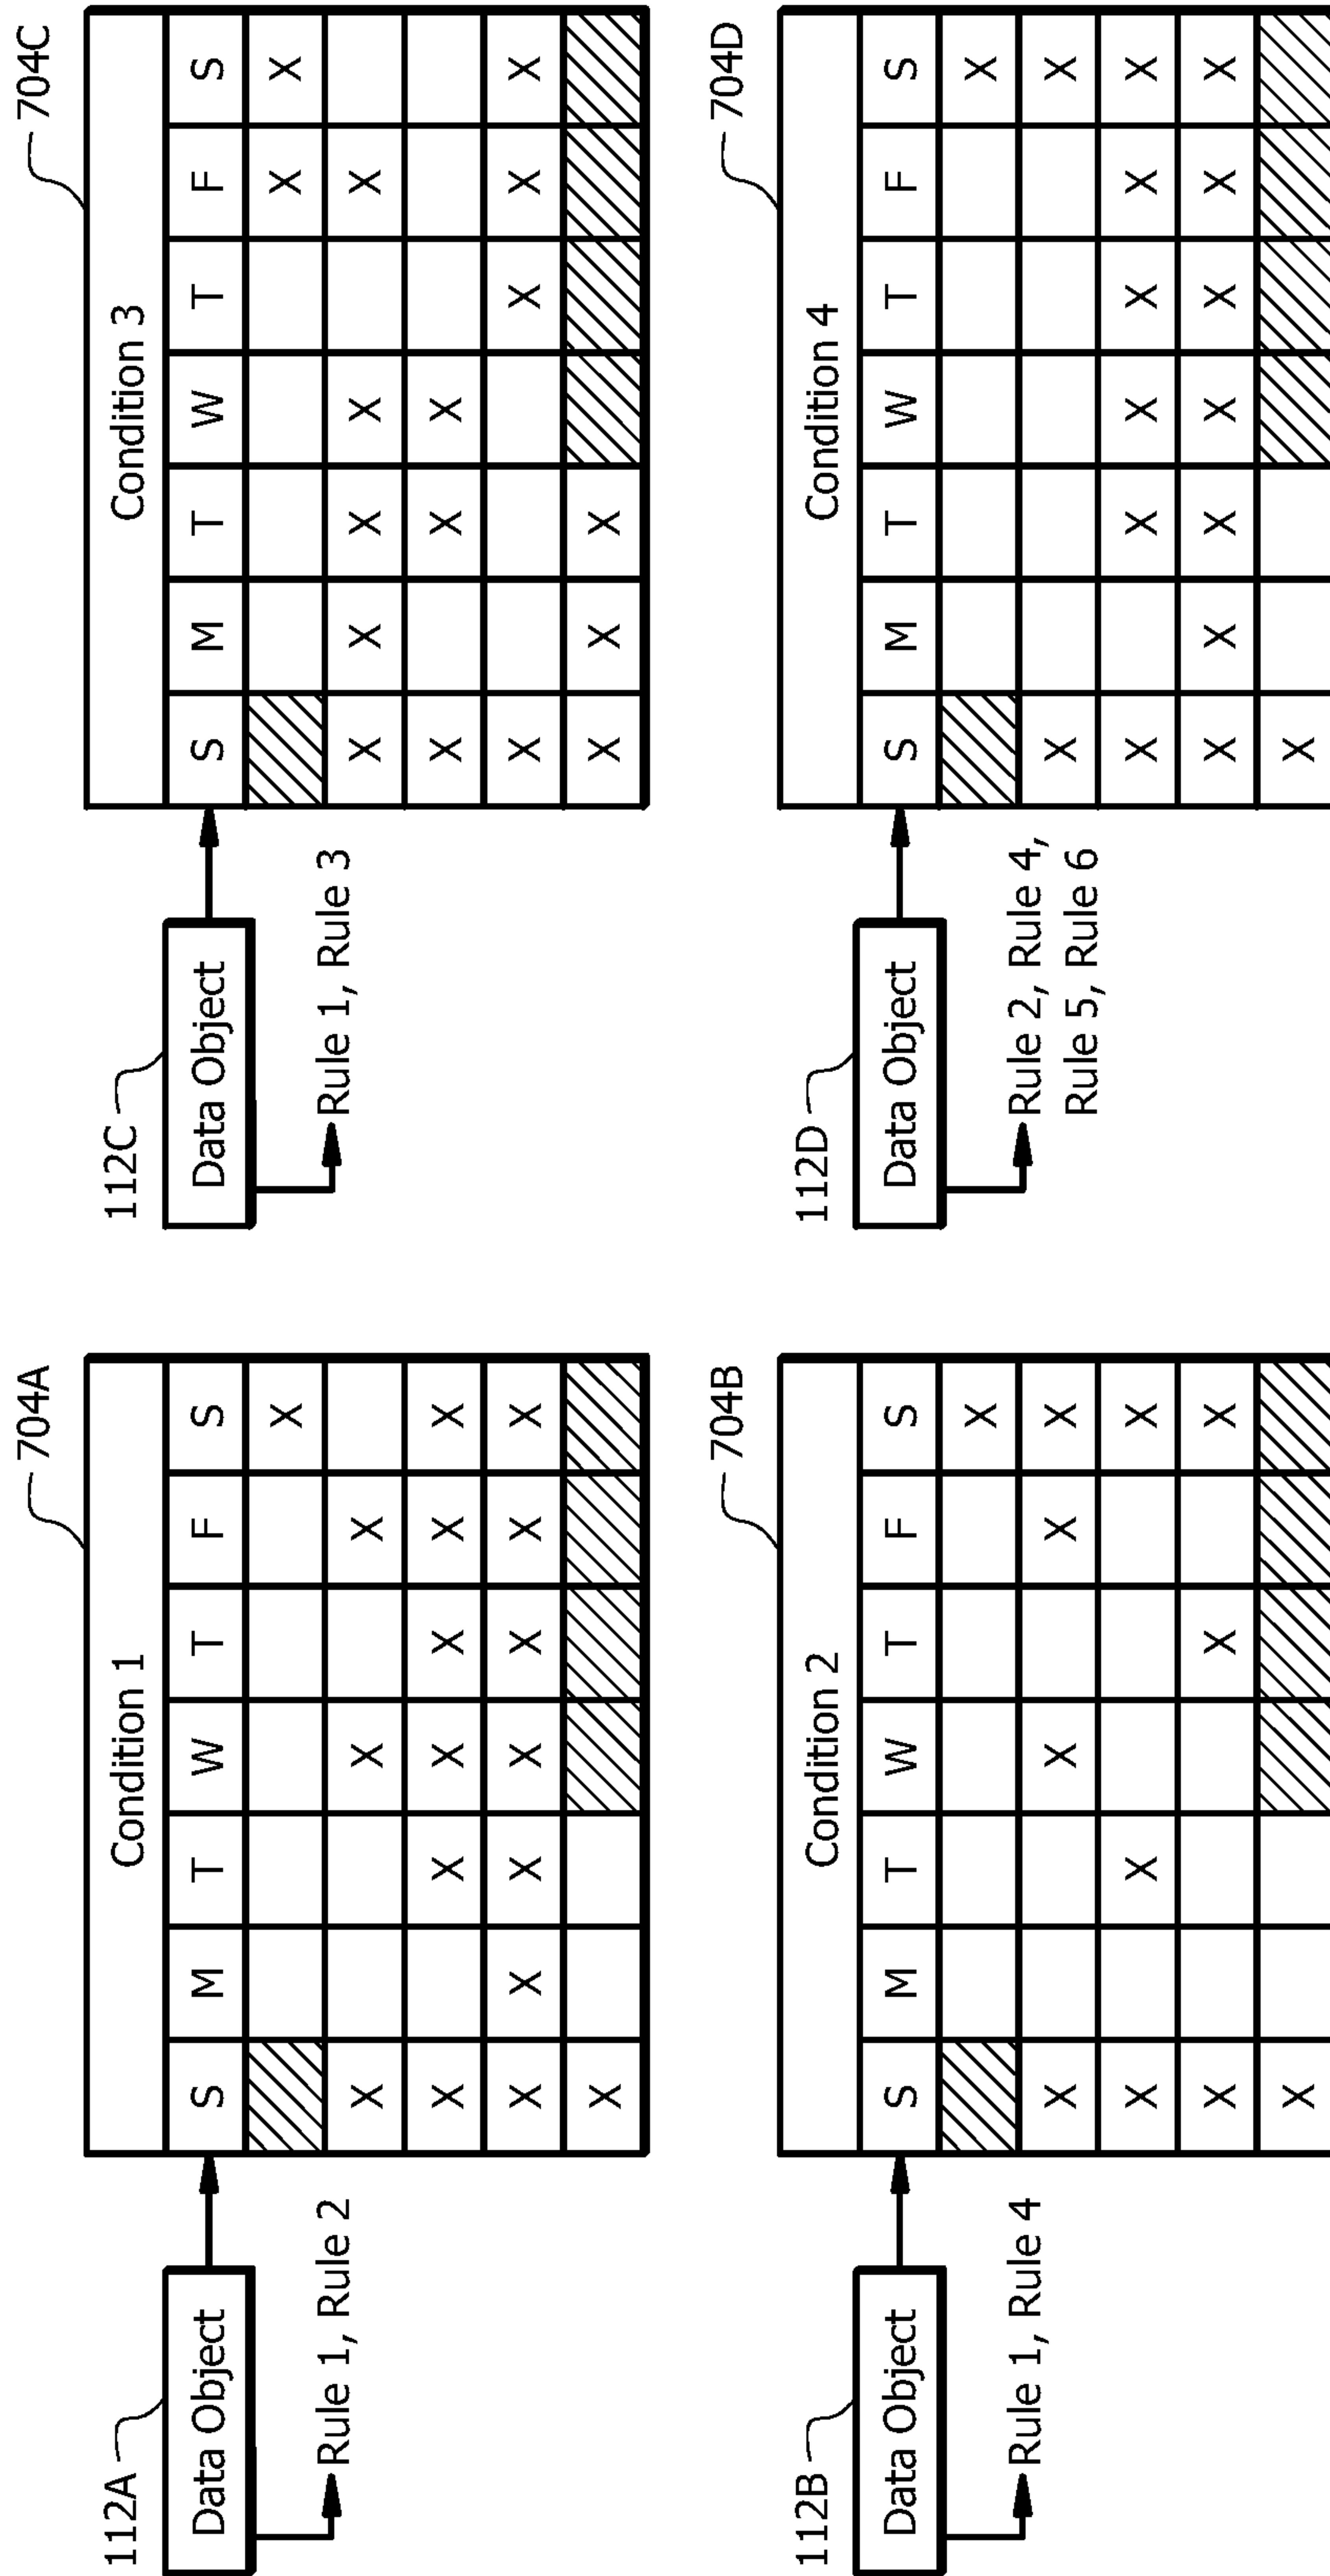 112A
Data Object
Rule 1, Rule 2
704A
Condition 1
S M T W T F S
X
X X X
X X X X X X
X X X X X X X
X
112C
Data Object
Rule 1, Rule 3
704C
Condition 3
S M T W T F S
X X
X X X X X
X X X
X X X X
X X X
112B
Data Object
Rule 1, Rule 4
704B
Condition 2
S M T W T F S
X
X X X X
X X X
X X X
X
112D
Data Object
Rule 2, Rule 4,
Rule 5, Rule 6
704D
Condition 4
S M T W T F S
X
X X
X X X X X X
X X X X X X X
X